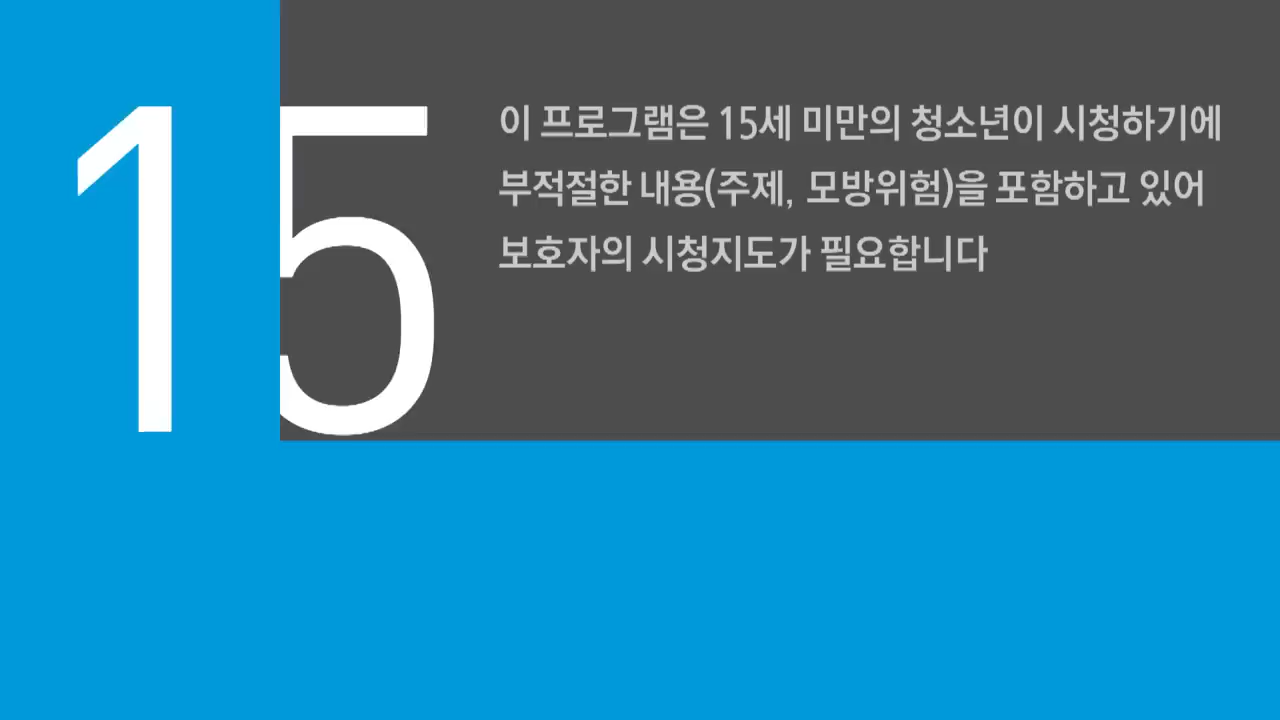 15
이 프로그램은 15세 미만의 청소년이 시청하기에
부적절한 내용(주제, 모방위험)을 포함하고 있어
보호자의 시청지도가 필요합니다